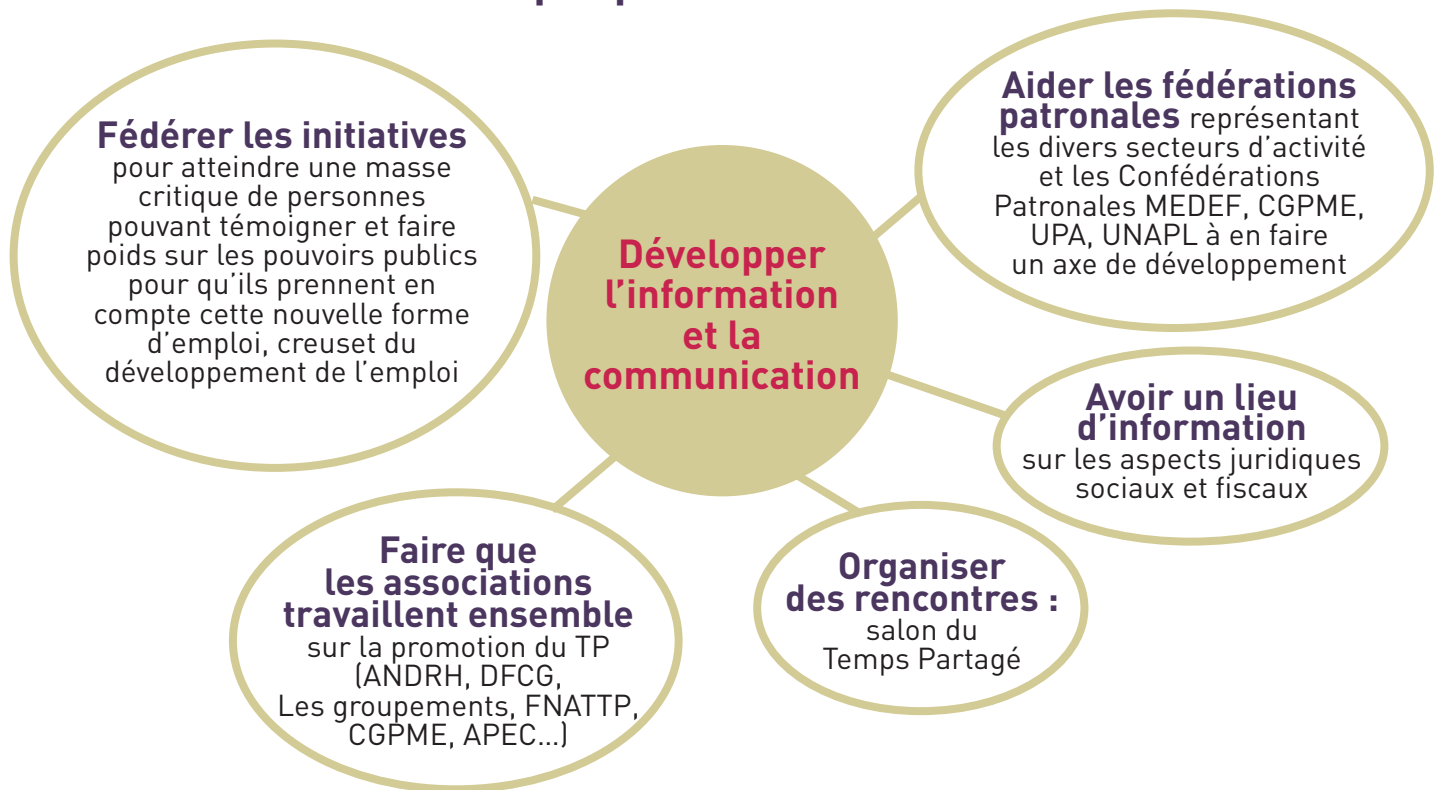 Fédérer les initiatives
pour atteindre une masse
critique de personnes
pouvant témoigner et faire
poids sur les pouvoirs publics
pour qu’ils prennent en
compte cette nouvelle forme
d’emploi, creuset du
développement de l’emploi
Développer
l’information
et la
communication
Aider les fédérations
patronales représentant
les divers secteurs d’activité
et les Confédérations
Patronales MEDEF, CGPME,
UPA, UNAPL à en faire
un axe de développement
Avoir un lieu
d’information
sur les aspects juridiques
sociaux et fiscaux
Organiser
des rencontres :
salon du
Temps Partagé
Faire que
les associations
travaillent ensemble
sur la promotion du TP
(ANDRH, DFCG,
Les groupements, FNATTP,
CGPME, APEC...)